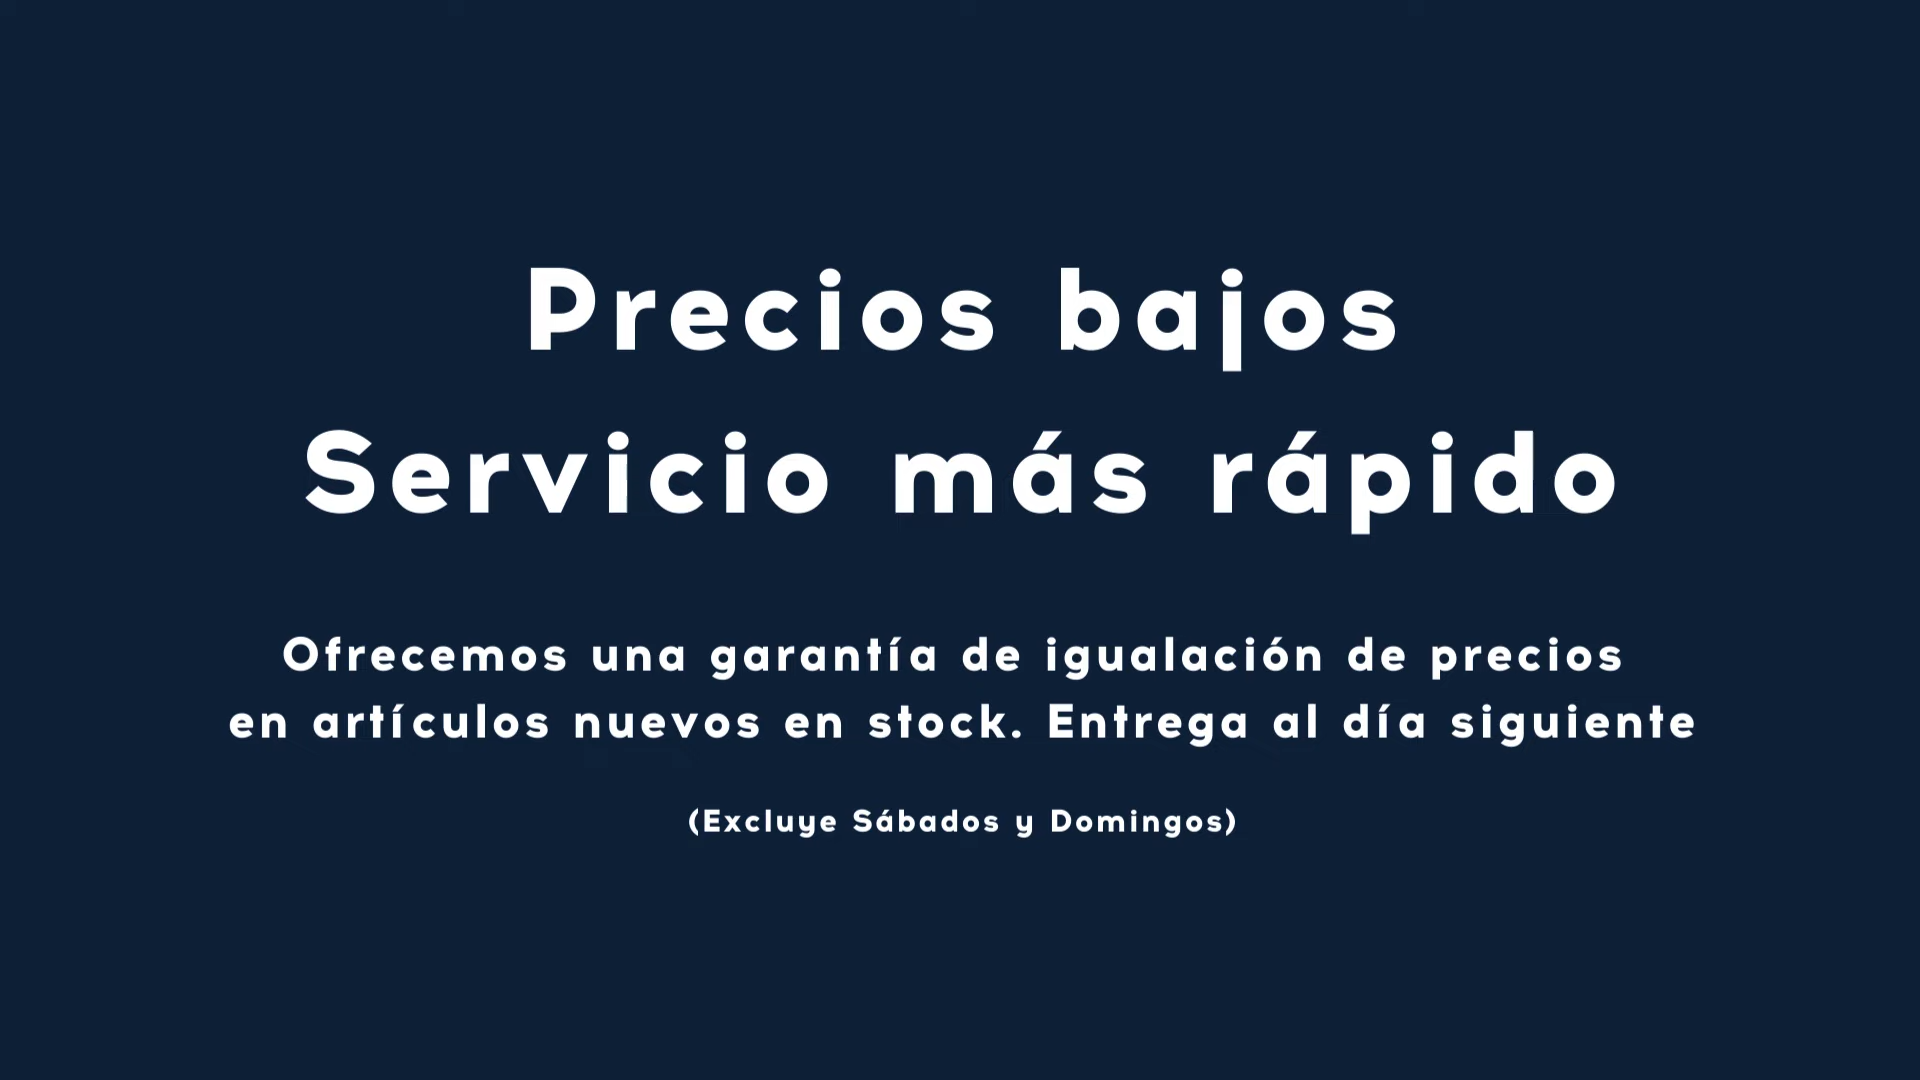 Precios bajos
Servicio más rápido
Ofrecemos una garantía de igualación de precios
en artículos nuevos en stock. Entrega al día siguiente
(Excluye Sábados y Domingos)